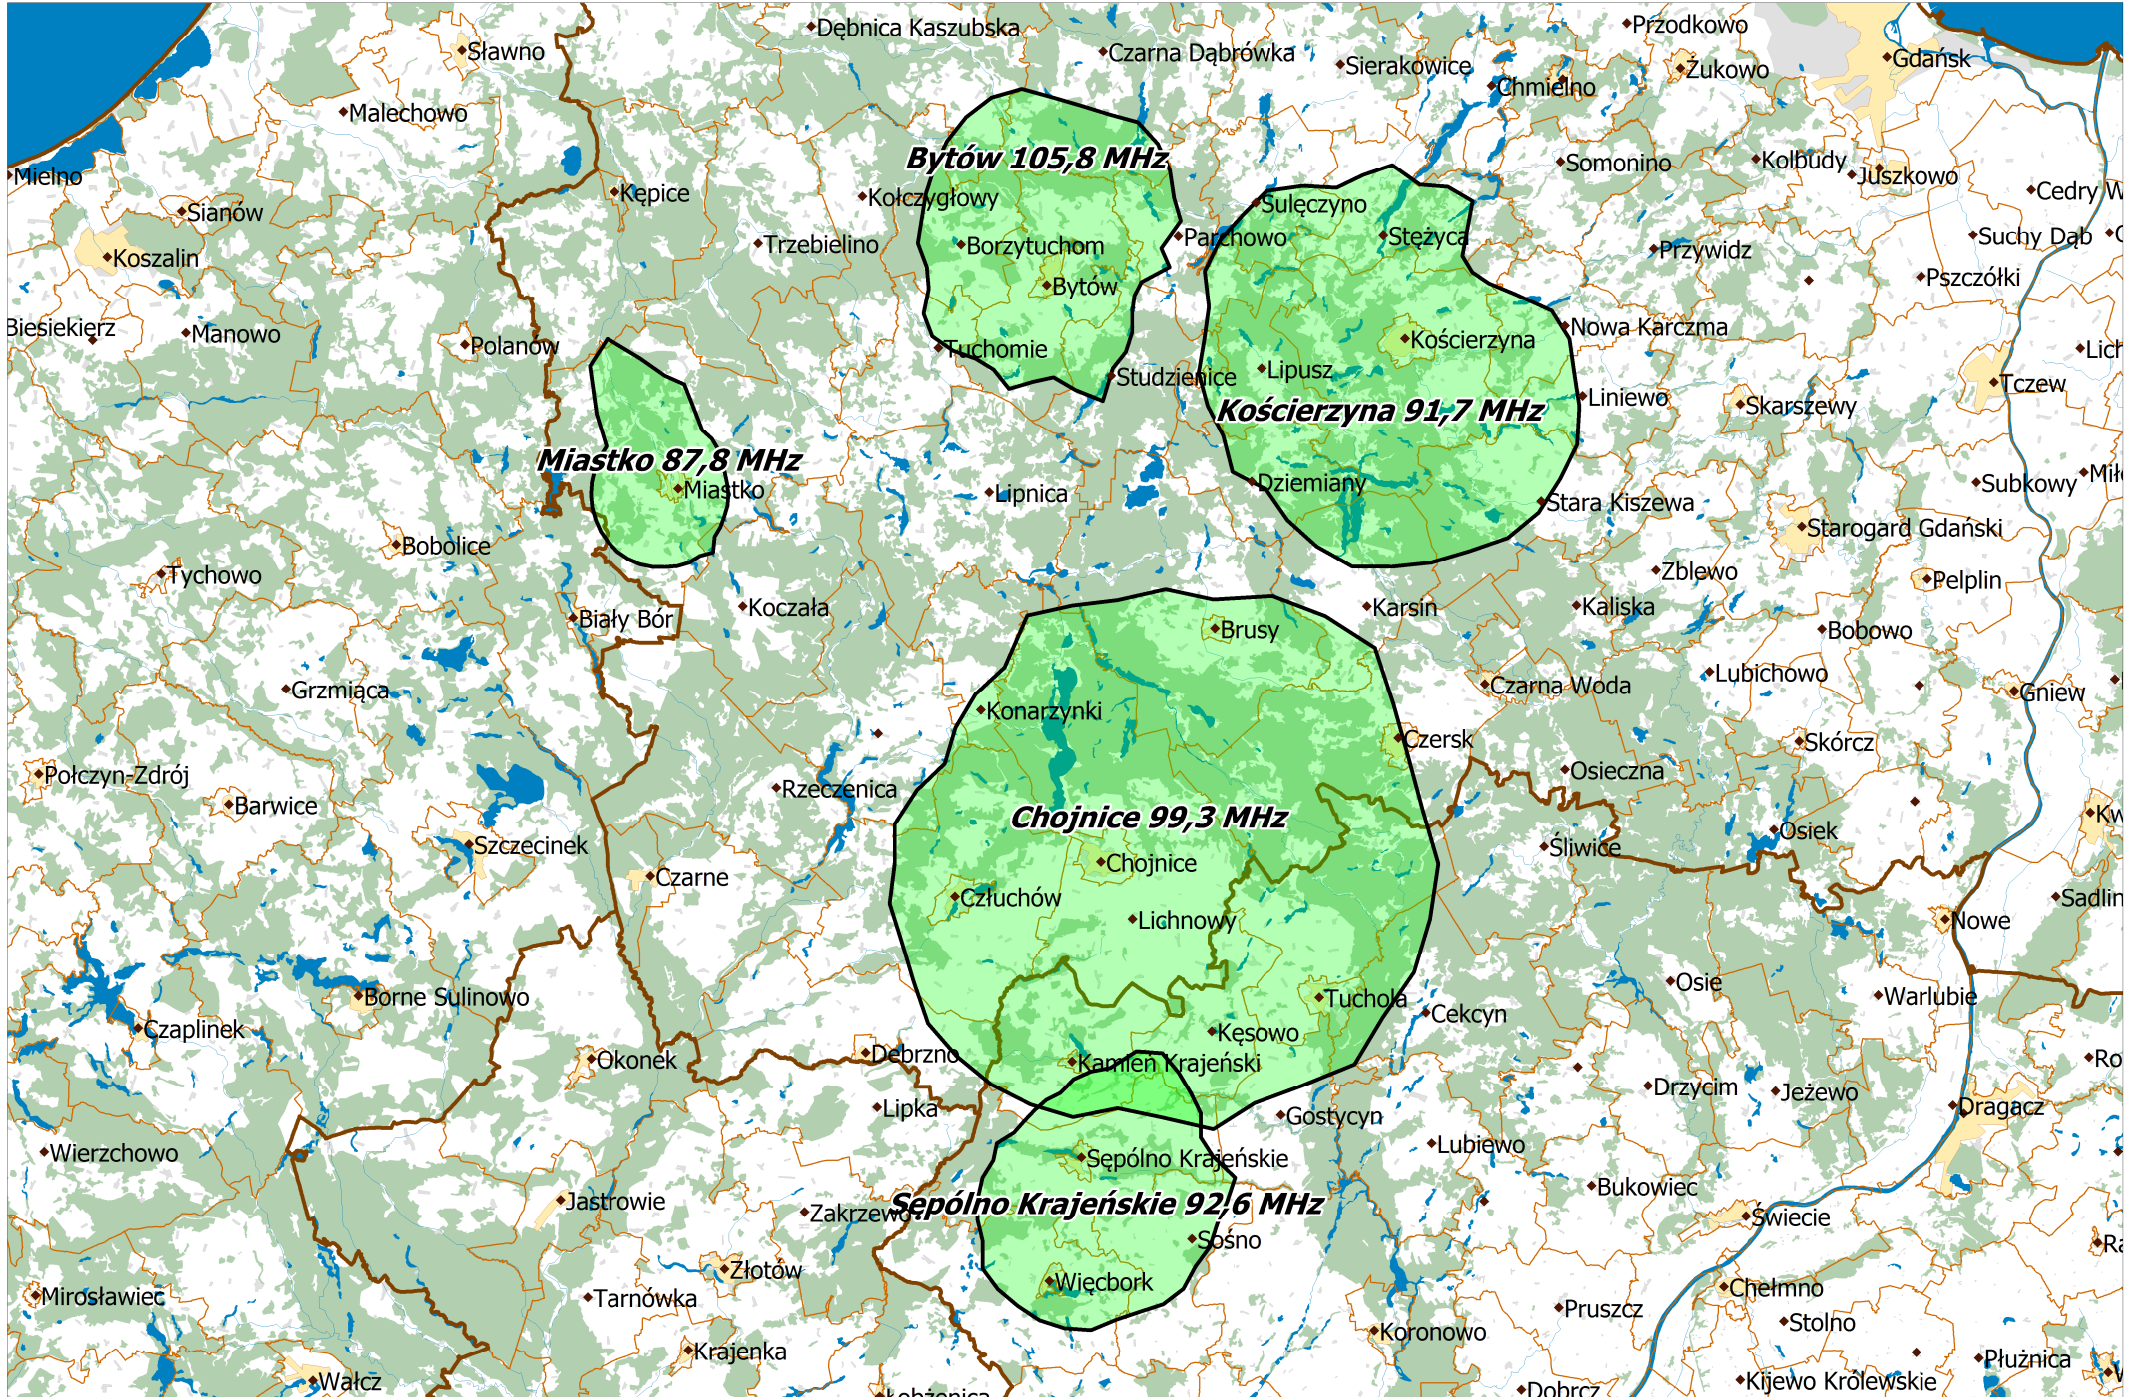 Dębnica Kaszubska
Przodkowo
Sławno
Czarna Dąbrówka
Sierakowice
Żukowo
Gdańsk
Chmielno
Malechowo
Bytów 105,8 MHz
Somonino
Kolbudy
Juszkowo
Mielno
Kępice
Kołczygłowy
Sulęczyno
Cedry W
Sianów
Koszalin
Trzebielino
Borzytuchom
Parchowo
Stężyca
Przywidz
Suchy Dąb
Bytów
Pszczółki
Biesiekierz
Manowo
Polanów
Tuchomie
Kościerzyna
Nowa Karczma
Lich
Studzienice
Lipusz
Liniewo
Tczew
Kościerzyna 91,7 MHz
Skarszewy
Miastko 87,8 MHz
Miastko
Lipnica
Dziemiany
Stara Kiszewa
Subkowy
Miło
Starogard Gdański
Bobolice
Tychowo
Zblewo
Pelplin
Biały Bór
Koczała
Brusy
Karsin
Kaliska
Bobowo
Grzmiąca
Konarzynki
Czarna Woda
Lubichowo
Gniew
Czersk
Skórcz
Połczyn-Zdrój
Barwice
Rzeczenica
Osieczna
Chojnice 99,3 MHz
Osiek
Kw
Szczecinek
Czarne
Chojnice
Śliwice
Człuchów
Lichnowy
Sadlin
Nowe
Borne Sulinowo
Tuchola
Osie
Warlubie
Czaplinek
Cekcyn
Kęsowo
Okonek
Debrzno
Kamień Krajeński
Ro
Drzycim
Jeżewo
Lipka
Gostycyn
Dragacz
Wierzchowo
Sępólno Krajeńskie
Lubiewo
Jastrowie
Bukowiec
Zakrzewo
Sępólno Krajeńskie 92,6 MHz
Świecie
Sośno
Ra
Złotów
Więcbork
Mirosławiec
Tarnówka
Chełmno
Pruszcz
Stolno
Krajenka
Koronowo
Płużnica
Wałcz
Łobżenica
Dobrcz
Kijewo Królewskie